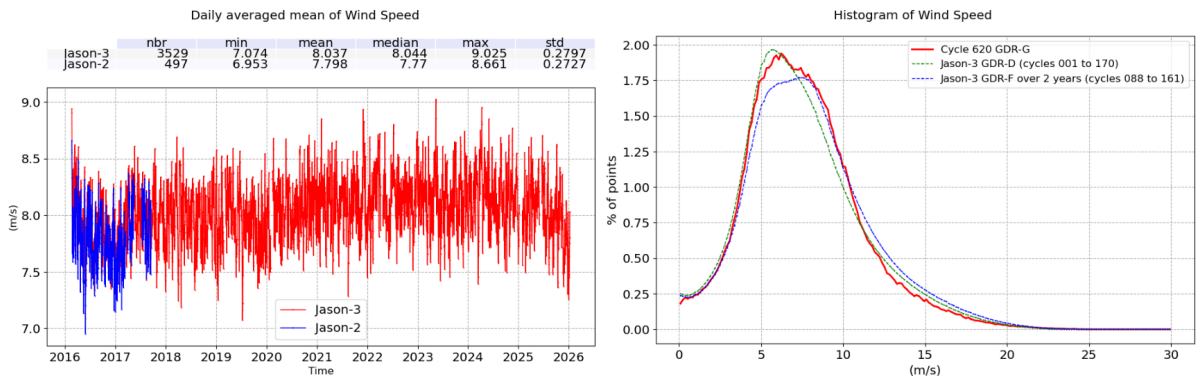 Daily averaged mean of Wind Speed
nbr min mean median max std
Jason-3 3529 7.074 8.037 8.044 9.025 0.2797
Jason-2 497 6.953 7.798 7.77 8.661 0.2727
9.0
8.5
8.0
7.5
7.0
(m/s)
Jason-3
Jason-2
2016 2017 2018 2019 2020 2021 2022 2023 2024 2025 2026
Time
Histogram of Wind Speed
Cycle 620 GDR-G
Jason-3 GDR-D (cycles 001 to 170)
Jason-3 GDR-F over 2 years (cycles 088 to 161)
2.00
1.75
1.50
1.25
1.00
0.75
0.50
0.25
0.00
% of points
0 5 10 15 20 25 30
(m/s)